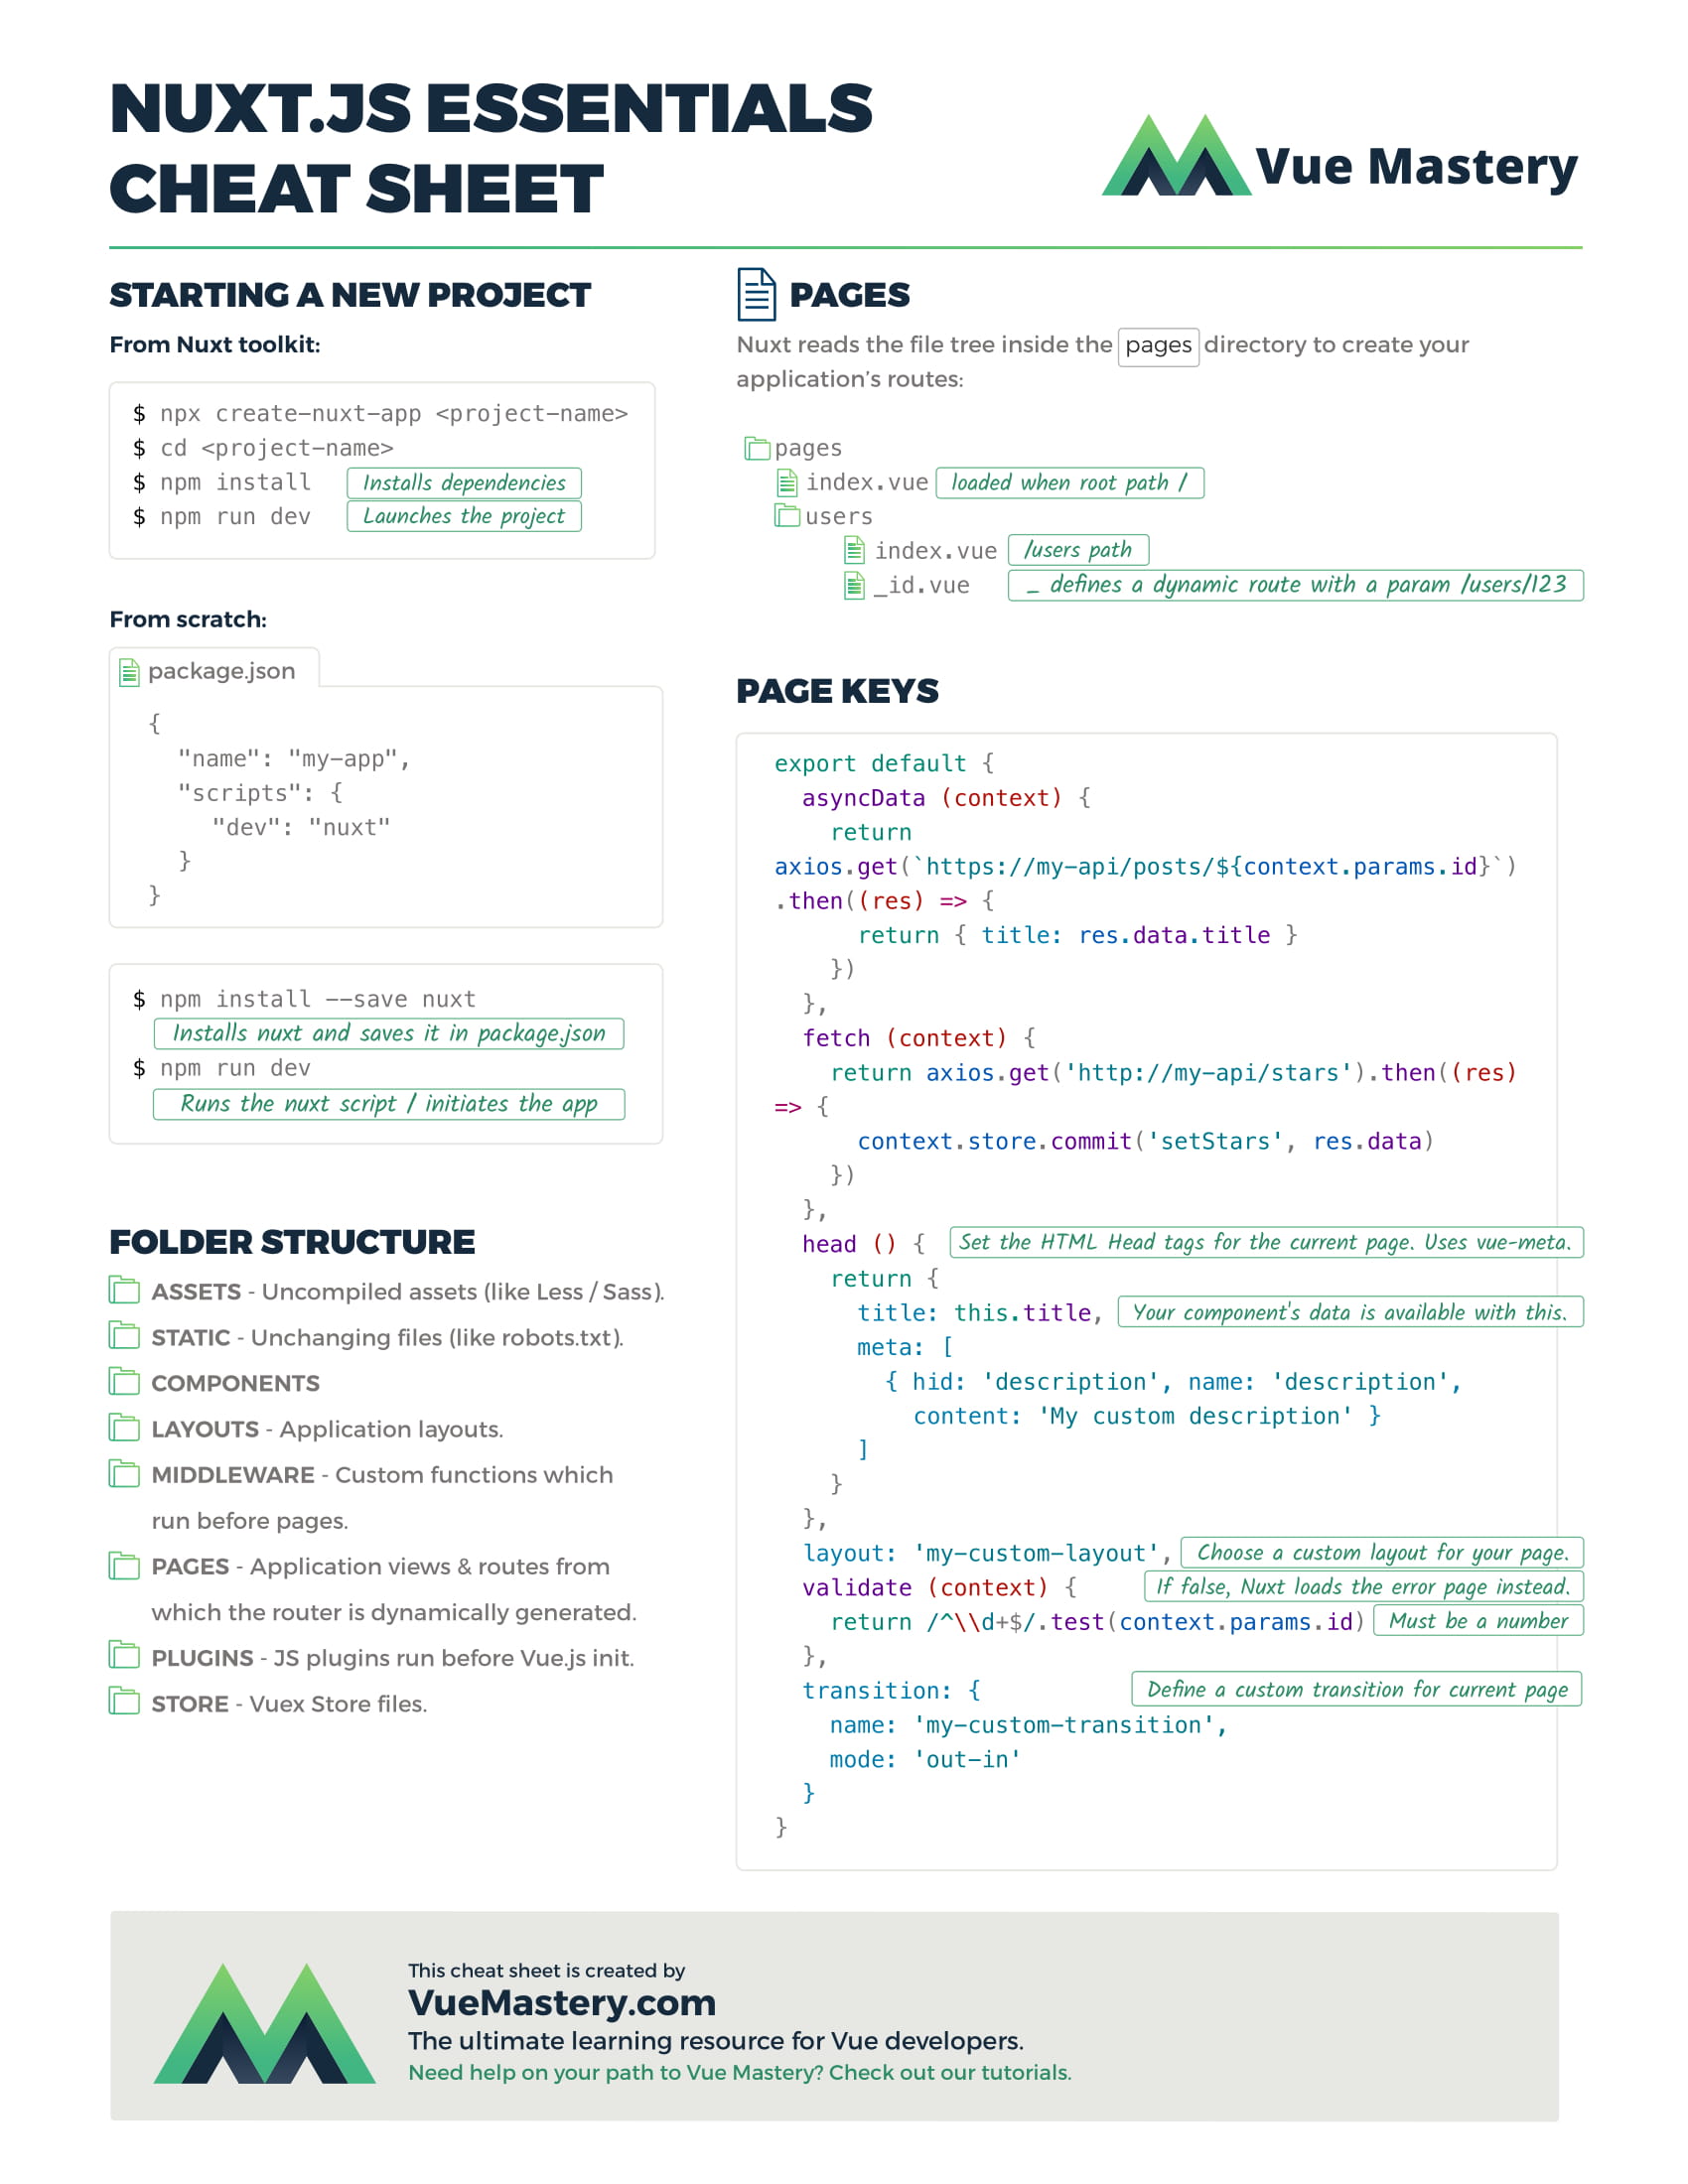 NUXT.JS ESSENTIALS
CHEAT SHEET
Vue Mastery
STARTING A NEW PROJECT
From Nuxt toolkit:
$ npx create-nuxt-app <project-name>
$ cd <project-name>
$ npm install Installs dependencies
$ npm run dev Launches the project
From scratch:
package.json
{
"name": "my-app",
"scripts": {
"dev": "nuxt"
}
}
$ npm install --save nuxt
Installs nuxt and saves it in package.json
$ npm run dev
Runs the nuxt script / initiates the app
FOLDER STRUCTURE
ASSETS - Uncompiled assets (like Less / Sass).
STATIC - Unchanging files (like robots.txt).
COMPONENTS
LAYOUTS - Application layouts.
MIDDLEWARE - Custom functions which
run before pages.
PAGES - Application views & routes from
which the router is dynamically generated.
PLUGINS - JS plugins run before Vue.js init.
STORE - Vuex Store files.
PAGES
Nuxt reads the file tree inside the pages directory to create your
application's routes:
pages
index.vue loaded when root path /
users
index.vue /users path
_id.vue _ defines a dynamic route with a param /users/123
PAGE KEYS
export default {
asyncData (context) {
return
axios.get(`https://my-api/posts/${context.params.id}`)
.then((res) => {
return { title: res.data.title }
})
},
fetch (context) {
return axios.get('http://my-api/stars').then((res)
=> {
context.store.commit('setStars', res.data)
})
},
head () { Set the HTML Head tags for the current page. Uses vue-meta.
return {
title: this.title, Your component's data is available with this.
meta: [
{ hid: 'description', name: 'description',
content: 'My custom description' }
]
}
},
layout: 'my-custom-layout', Choose a custom layout for your page.
validate (context) { If false, Nuxt loads the error page instead.
return /^\\d+$/.test(context.params.id) Must be a number
},
transition: { Define a custom transition for current page
name: 'my-custom-transition',
mode: 'out-in'
}
}
This cheat sheet is created by
VueMastery.com
The ultimate learning resource for Vue developers.
Need help on your path to Vue Mastery? Check out our tutorials.